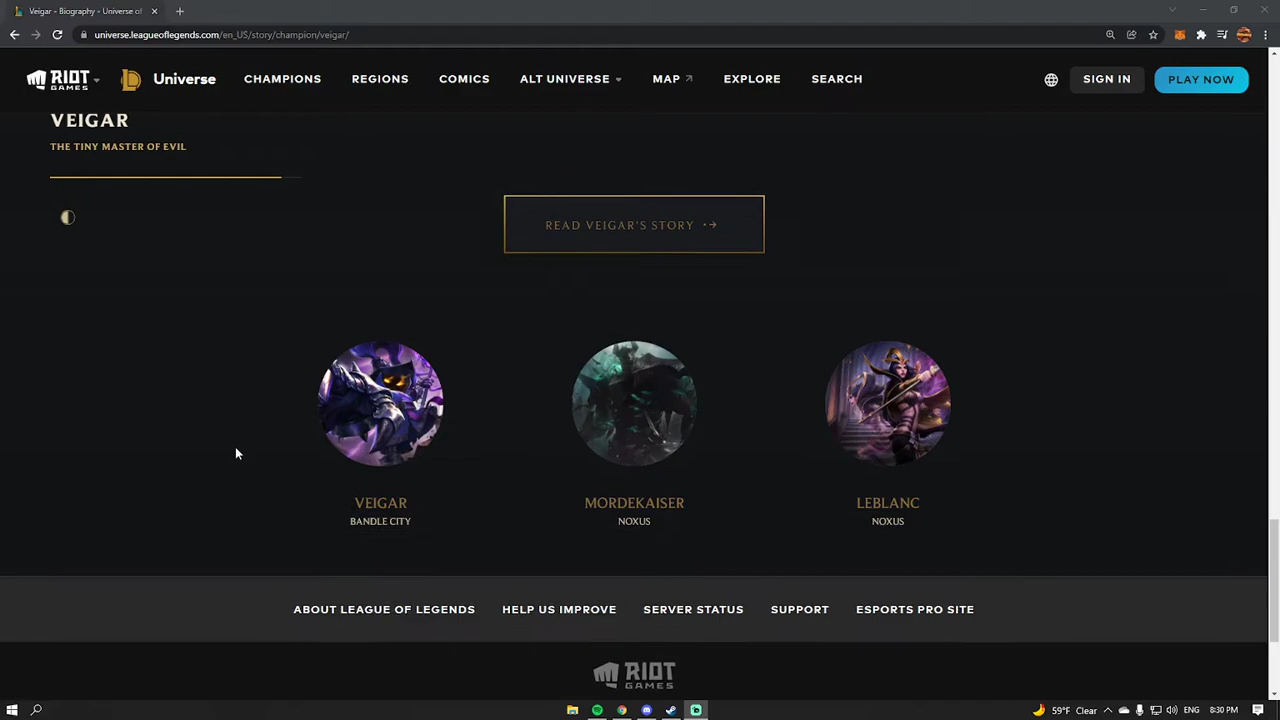 Veigar - Biography - Universe of
universe.leagueoflegends.com/en_US/story/champion/veigar/
RIOT GAMES
Universe
CHAMPIONS
REGIONS
COMICS
ALT UNIVERSE
MAP
EXPLORE
SEARCH
SIGN IN
PLAY NOW
VEIGAR
THE TINY MASTER OF EVIL
READ VEIGAR'S STORY
VEIGAR
BANDLE CITY
MORDEKAISER
NOXUS
LEBLANC
NOXUS
ABOUT LEAGUE OF LEGENDS
HELP US IMPROVE
SERVER STATUS
SUPPORT
ESPORTS PRO SITE
RIOT
GAMES
59°F Clear
ENG
8:30 PM